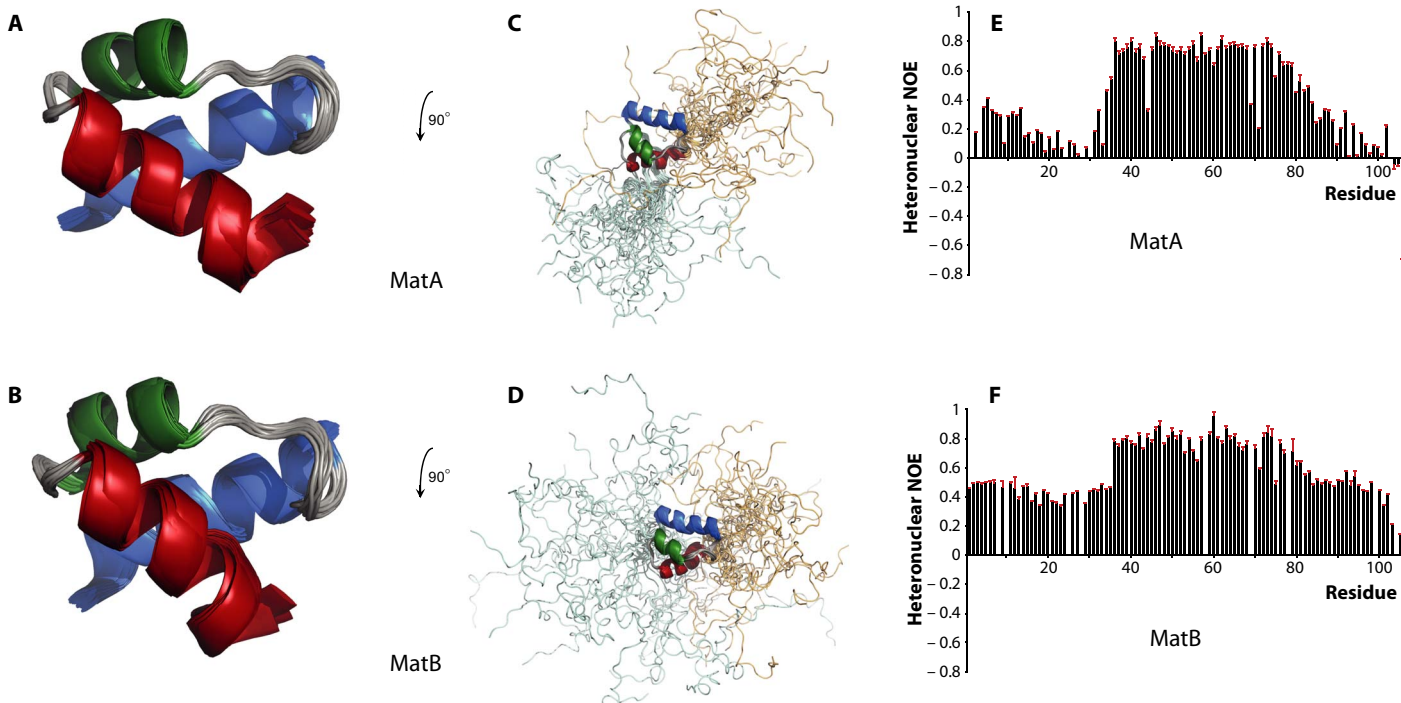 A
90°
MatA
C
E
Heteronuclear NOE
1
0.8
0.6
0.4
0.2
0
– 0.2
– 0.4
– 0.6
– 0.8
20
40
60
80
100
Residue
MatA
B
90°
MatB
D
F
Heteronuclear NOE
1
0.8
0.6
0.4
0.2
0
– 0.2
– 0.4
– 0.6
– 0.8
20
40
60
80
100
Residue
MatB